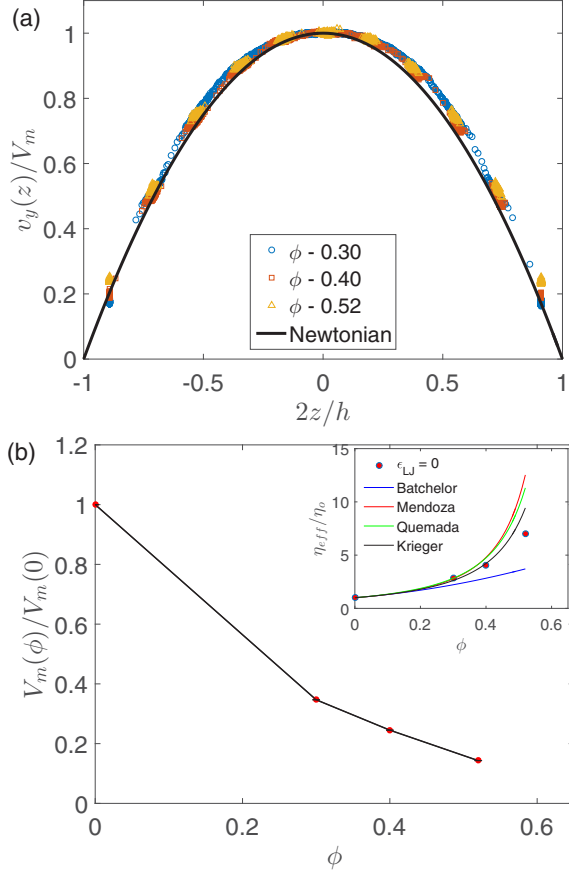 (a)
1
0.8
0.6
0.4
0.2
0
v_y(z)/V_m
ϕ - 0.30
ϕ - 0.40
ϕ - 0.52
Newtonian
-1
-0.5
0
0.5
1
2z/h
(b)
1.2
1
0.8
0.6
0.4
0.2
0
V_m(ϕ)/V_m(0)
0
0.2
0.4
0.6
ϕ
15
10
5
0
η_eff/η_o
ϵ_LJ = 0
Batchelor
Mendoza
Quemada
Krieger
0
0.2
0.4
0.6
ϕ